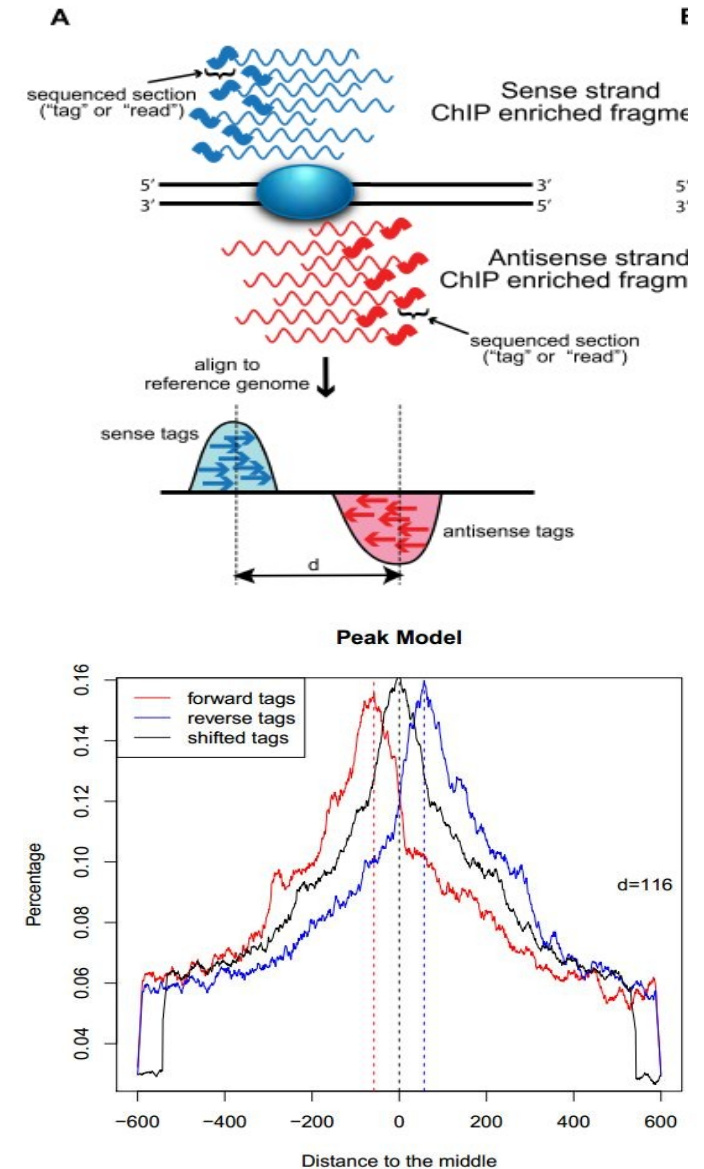 A
E
sequenced section
("tag" or "read")
Sense strand
ChIP enriched fragme
5′
3′
5'
3′
5′
3'
Antisense strand
ChIP enriched fragm
sequenced section
("tag" or "read")
align to
reference genome
sense tags
antisense tags
d
Peak Model
forward tags
reverse tags
shifted tags
d=116
Percentage
0.16
0.14
0.12
0.10
0.08
0.06
0.04
−600
−400
−200
0
200
400
600
Distance to the middle